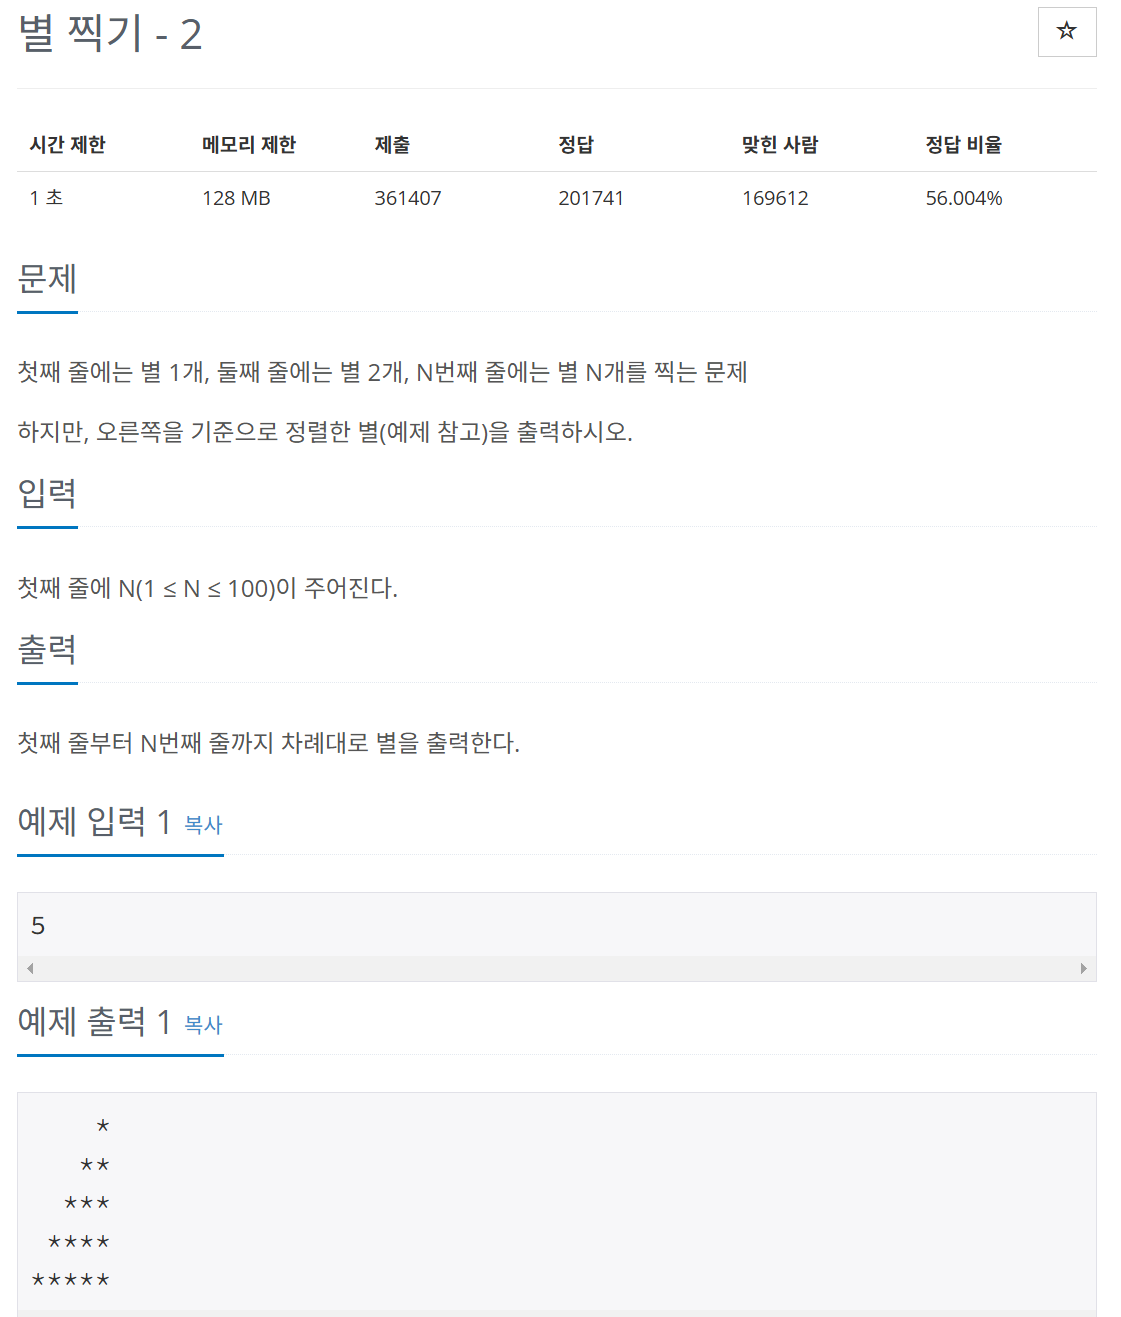 별 찍기 - 2
☆
시간 제한 메모리 제한 제출 정답 맞힌 사람 정답 비율
1 초 128 MB 361407 201741 169612 56.004%
문제
첫째 줄에는 별 1개, 둘째 줄에는 별 2개, N번째 줄에는 별 N개를 찍는 문제
하지만, 오른쪽을 기준으로 정렬한 별(예제 참고)을 출력하시오.
입력
첫째 줄에 N(1 ≤ N ≤ 100)이 주어진다.
출력
첫째 줄부터 N번째 줄까지 차례대로 별을 출력한다.
예제 입력 1 복사
5
예제 출력 1 복사
    *
   **
  ***
 ****
*****